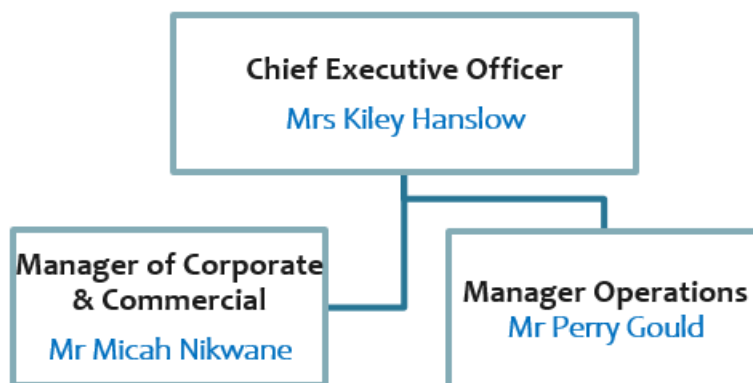 Chief Executive Officer
Mrs Kiley Hanslow
Manager of Corporate
& Commercial
Mr Micah Nikwane
Manager Operations
Mr Perry Gould